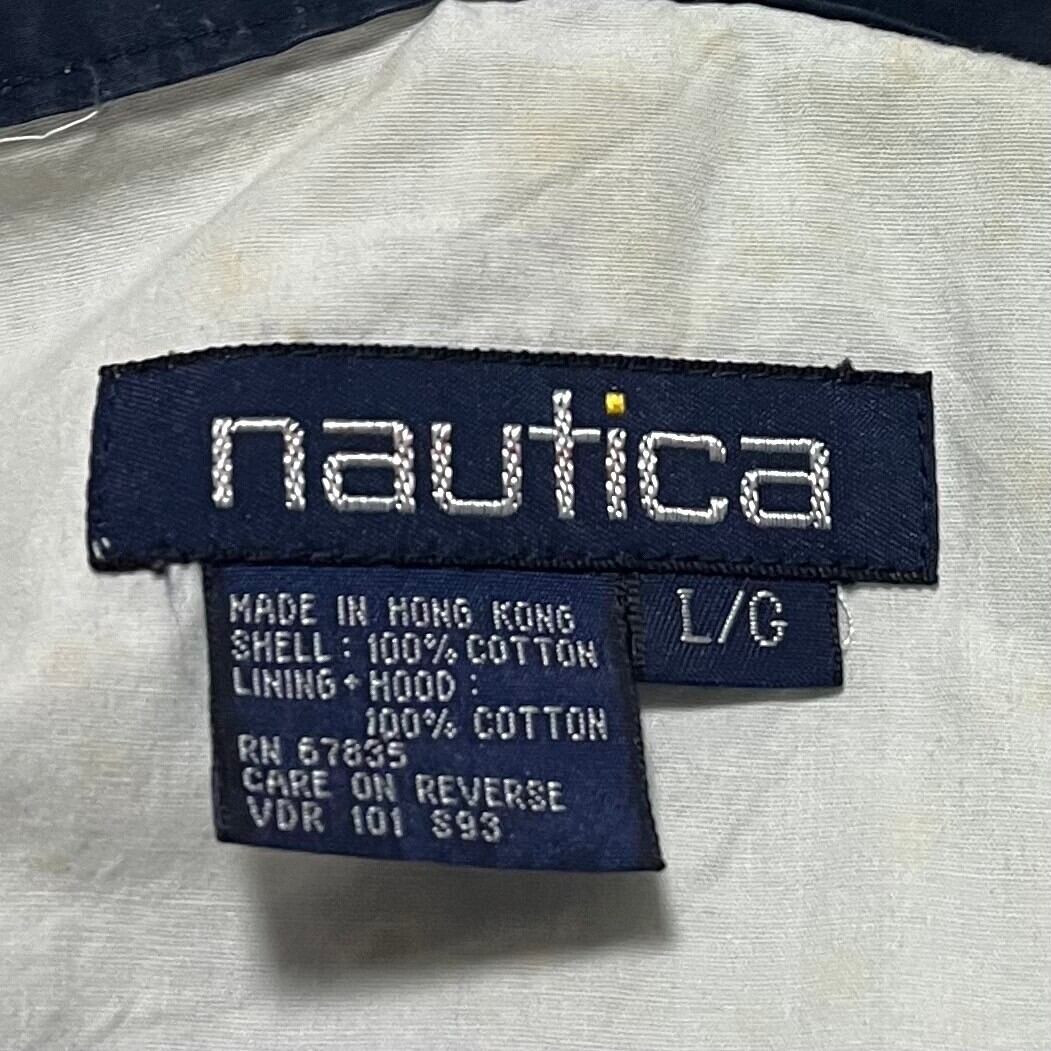 nautica
L/G
MADE IN HONG KONG
SHELL: 100% COTTON
LINING + HOOD:
100% COTTON
RN 67835
CARE ON REVERSE
VDR 101 S93